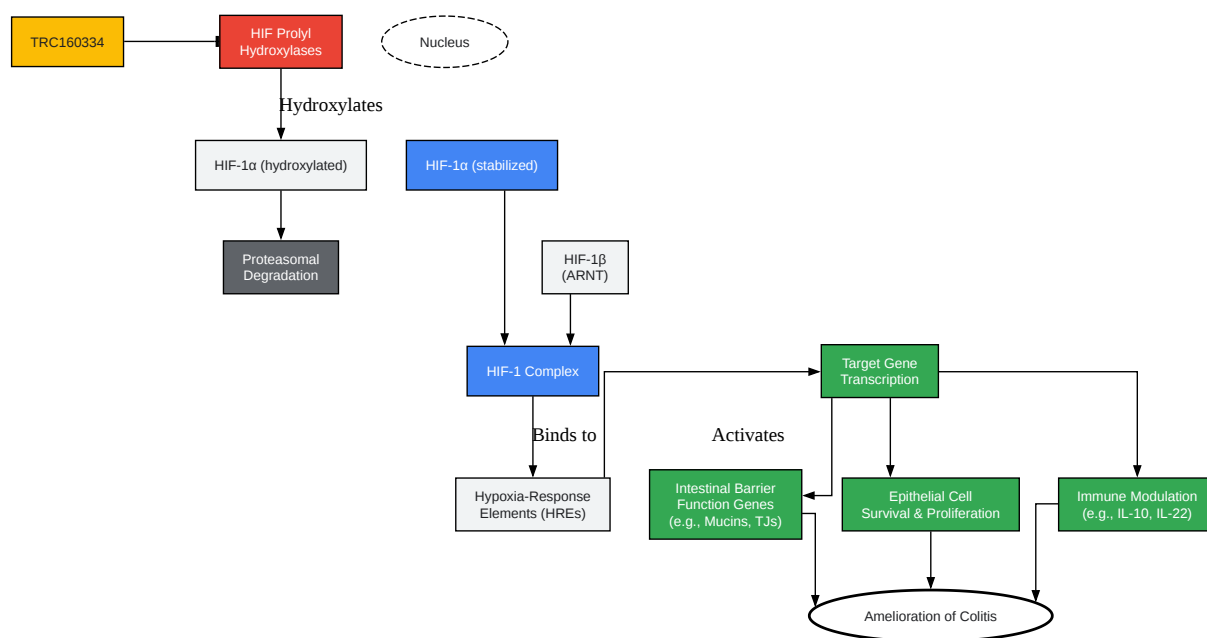 TRC160334
HIF Prolyl
Hydroxylases
Nucleus
Hydroxylates
HIF-1α (hydroxylated)
HIF-1α (stabilized)
Proteasomal
Degradation
HIF-1β
(ARNT)
HIF-1 Complex
Target Gene
Transcription
Binds to
Activates
Hypoxia-Response
Elements (HREs)
Intestinal Barrier
Function Genes
(e.g., Mucins, TJs)
Epithelial Cell
Survival & Proliferation
Immune Modulation
(e.g., IL-10, IL-22)
Amelioration of Colitis